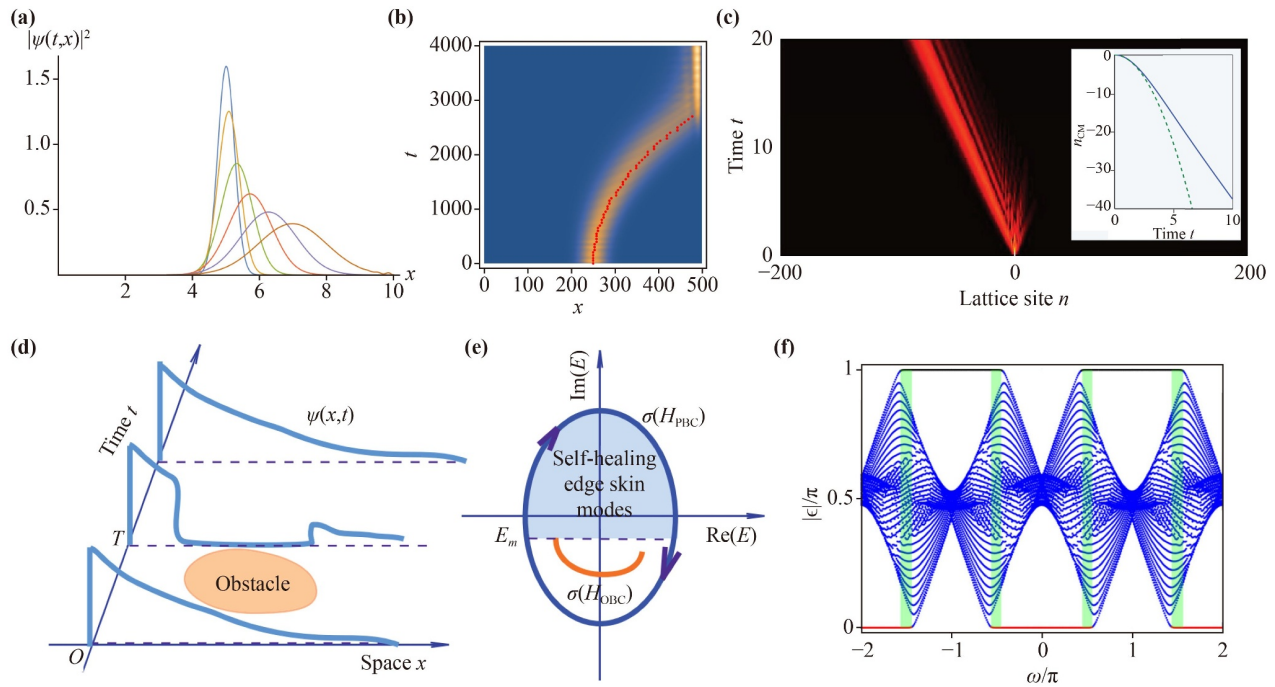 (a)
|ψ(t,x)|²
1.5
1.0
0.5
2
4
6
8
10
x
(b)
4000
3000
2000
1000
0
t
0
100
200
300
400
500
x
(c)
20
10
0
Time t
−200
0
200
Lattice site n
0
−10
−20
−30
−40
n_CM
0
5
10
Time t
(d)
Time t
ψ(x,t)
T
Obstacle
O
Space x
(e)
Im(E)
σ(H_PBC)
Self-healing
edge skin
modes
E_m
Re(E)
σ(H_OBC)
(f)
1
0.5
0
|ϵ|/π
−2
−1
0
1
2
ω/π